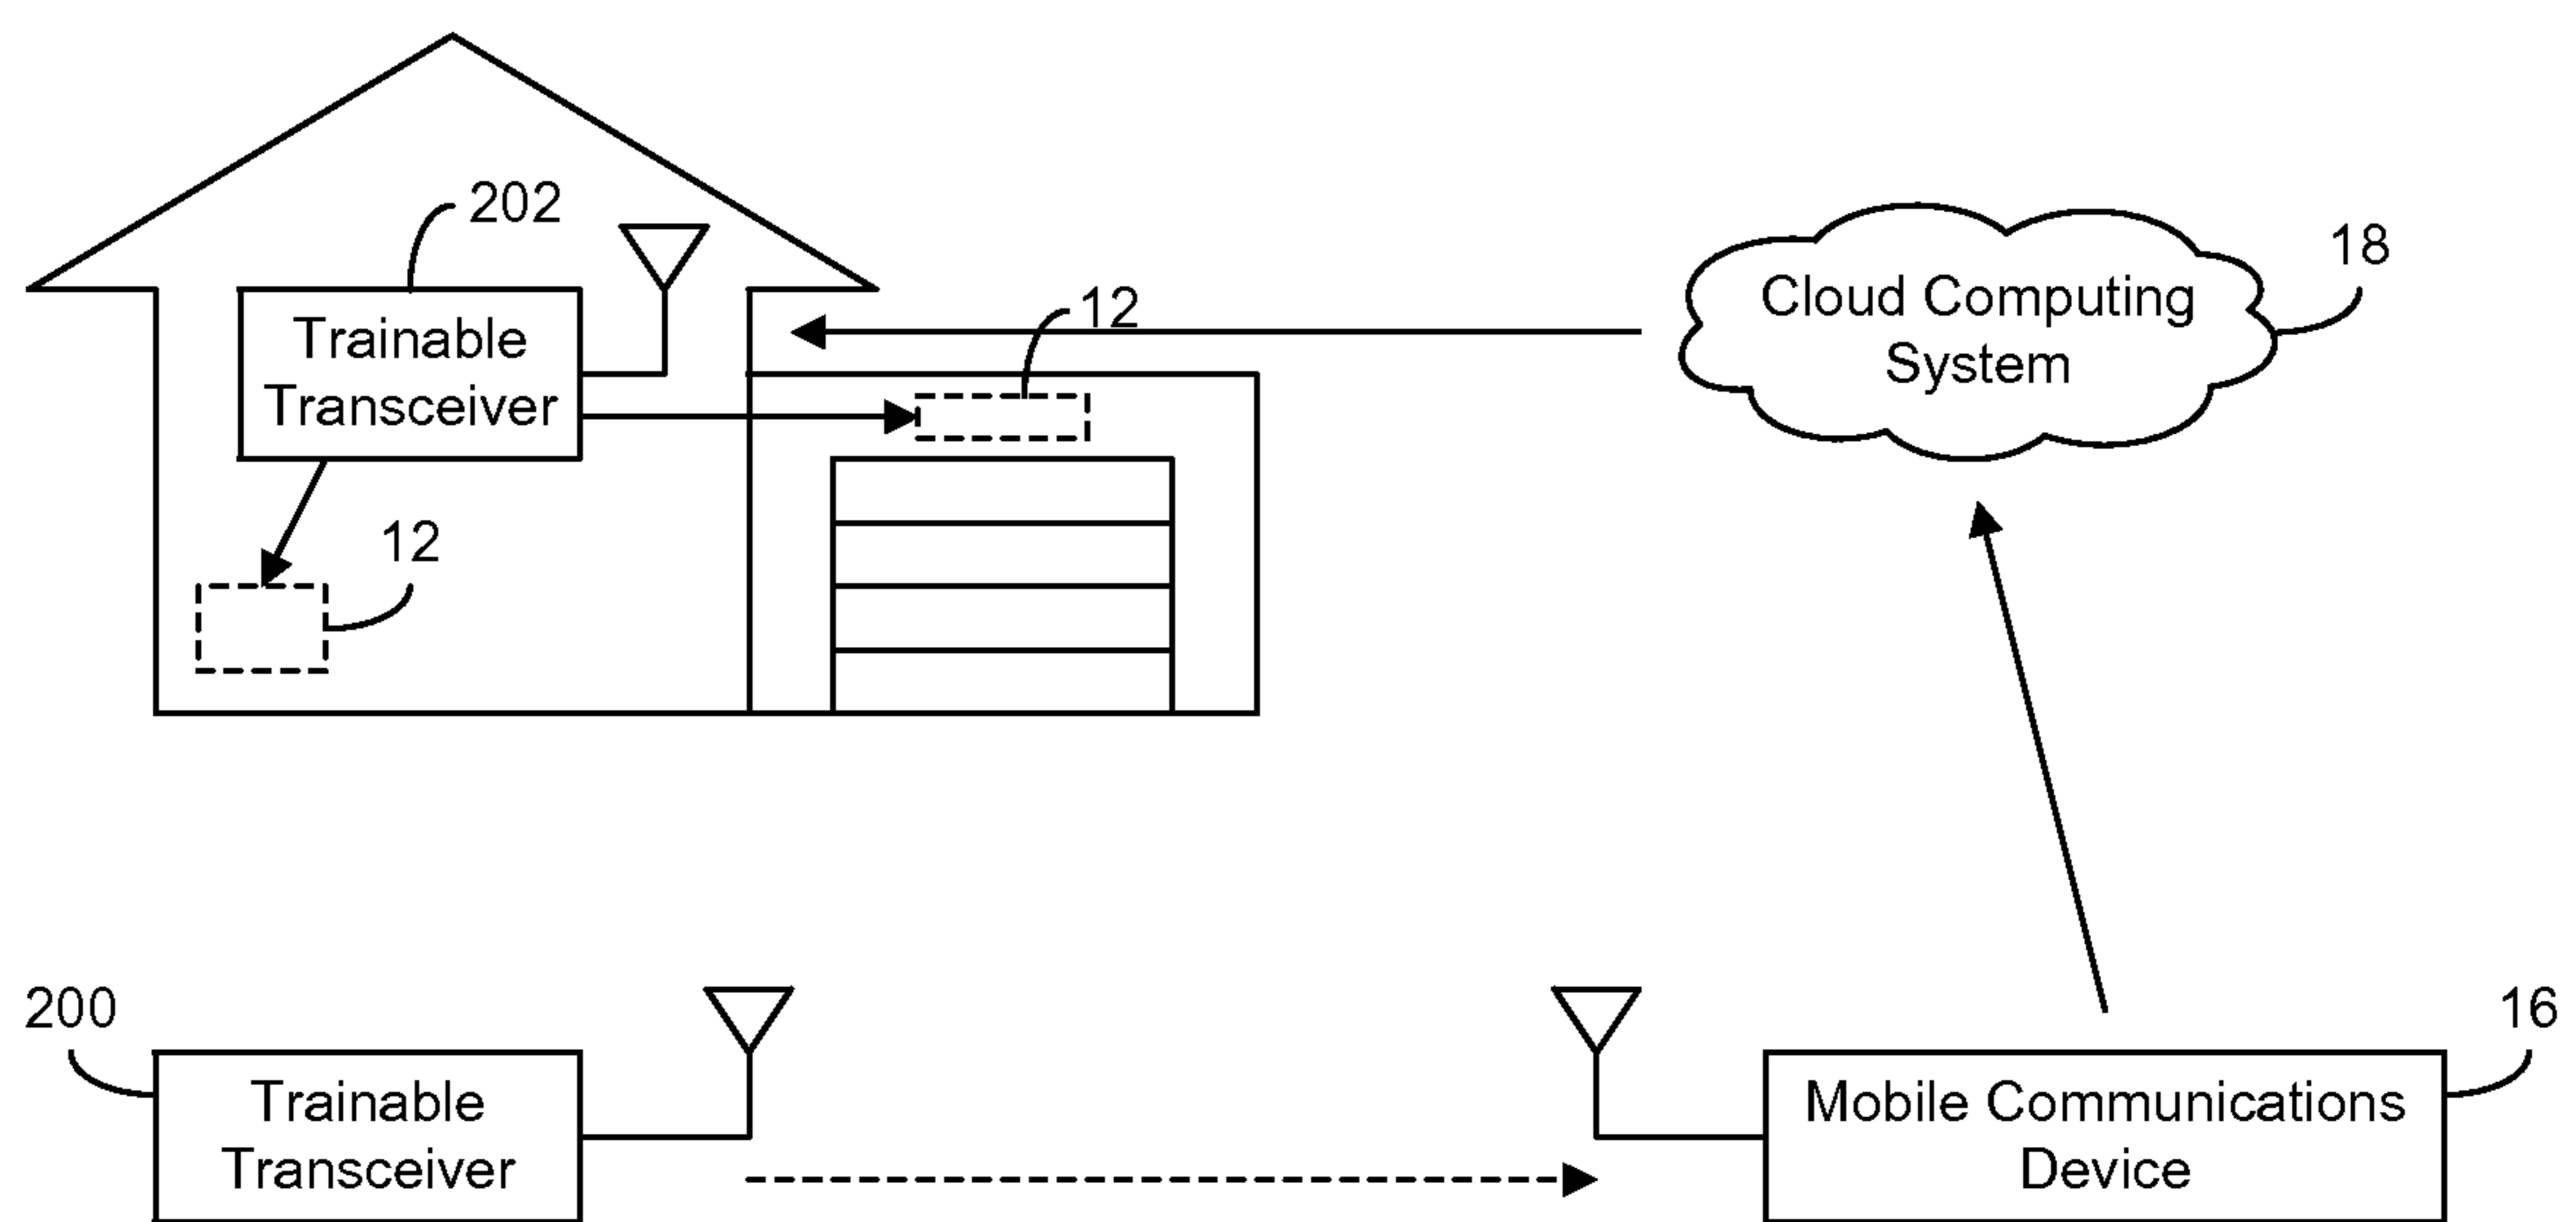 202
Trainable
Transceiver
12
12
Cloud Computing
System
18
200
Trainable
Transceiver
Mobile Communications
Device
16